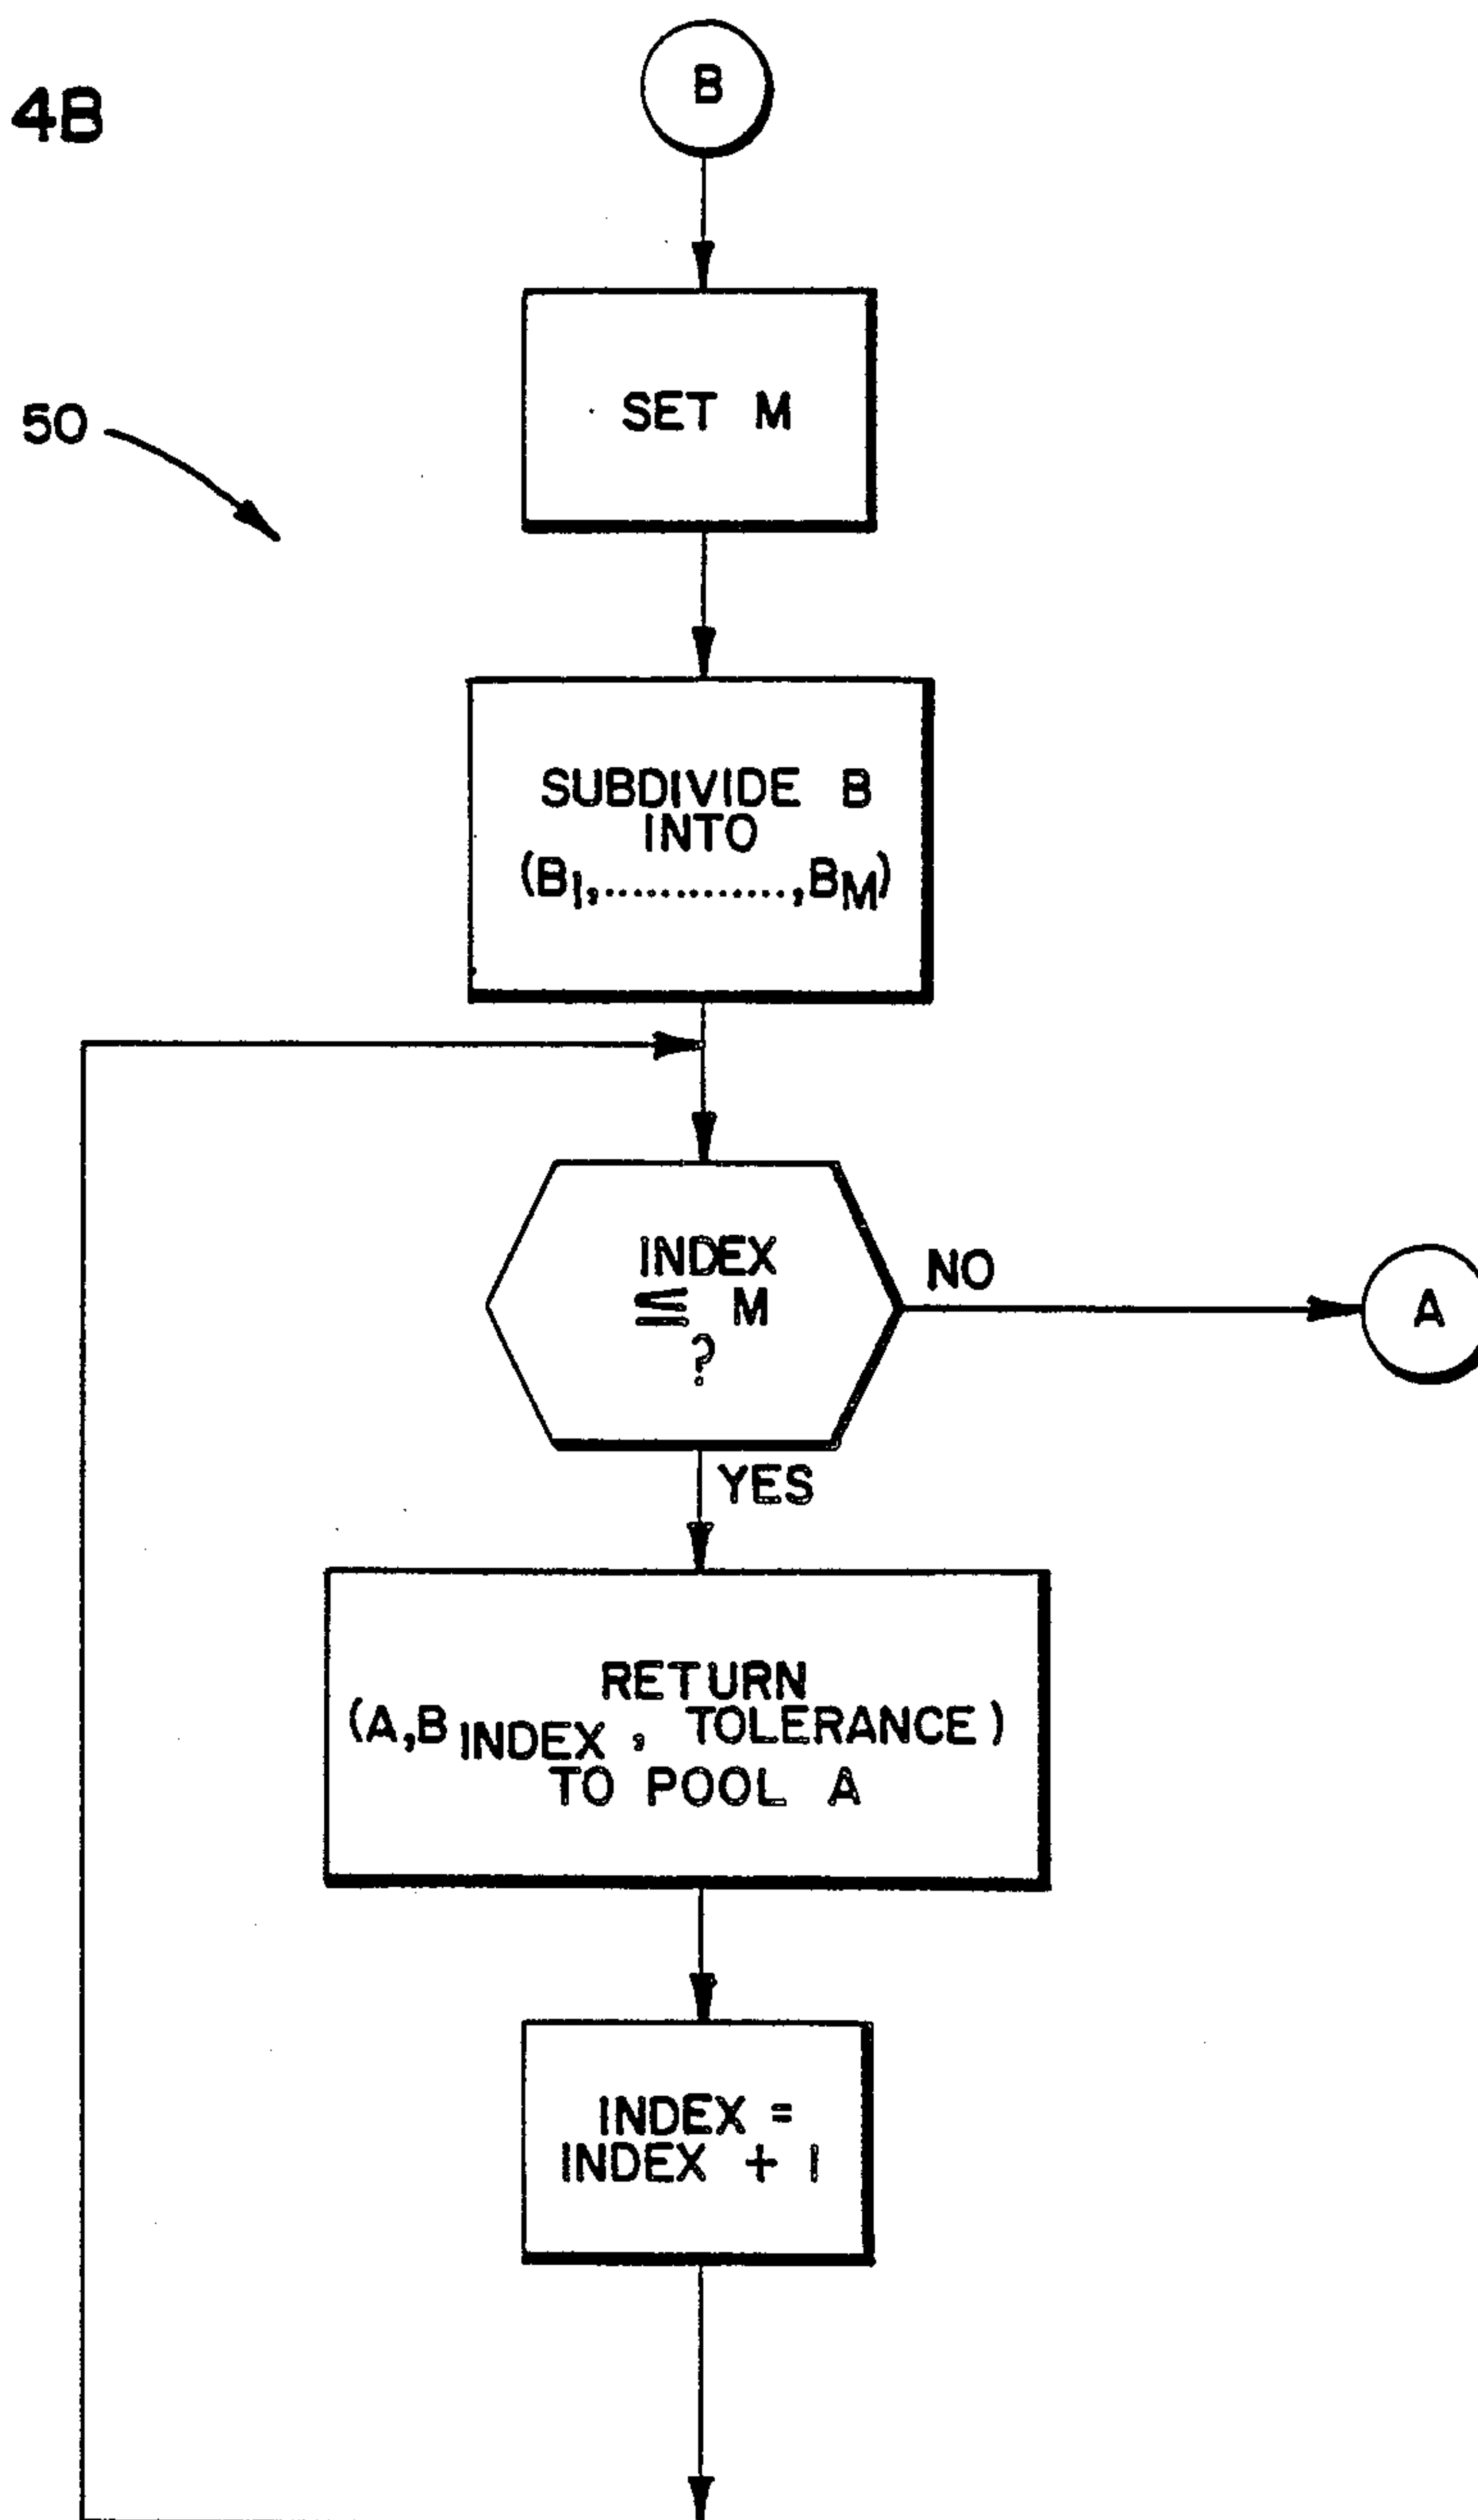 B
4B
SET M
50
SUBDIVIDE B
INTO
(B1,.............,BM)
INDEX
≤ M
?
NO
A
YES
RETURN
(A,B INDEX , TOLERANCE)
TO POOL A
INDEX =
INDEX + 1